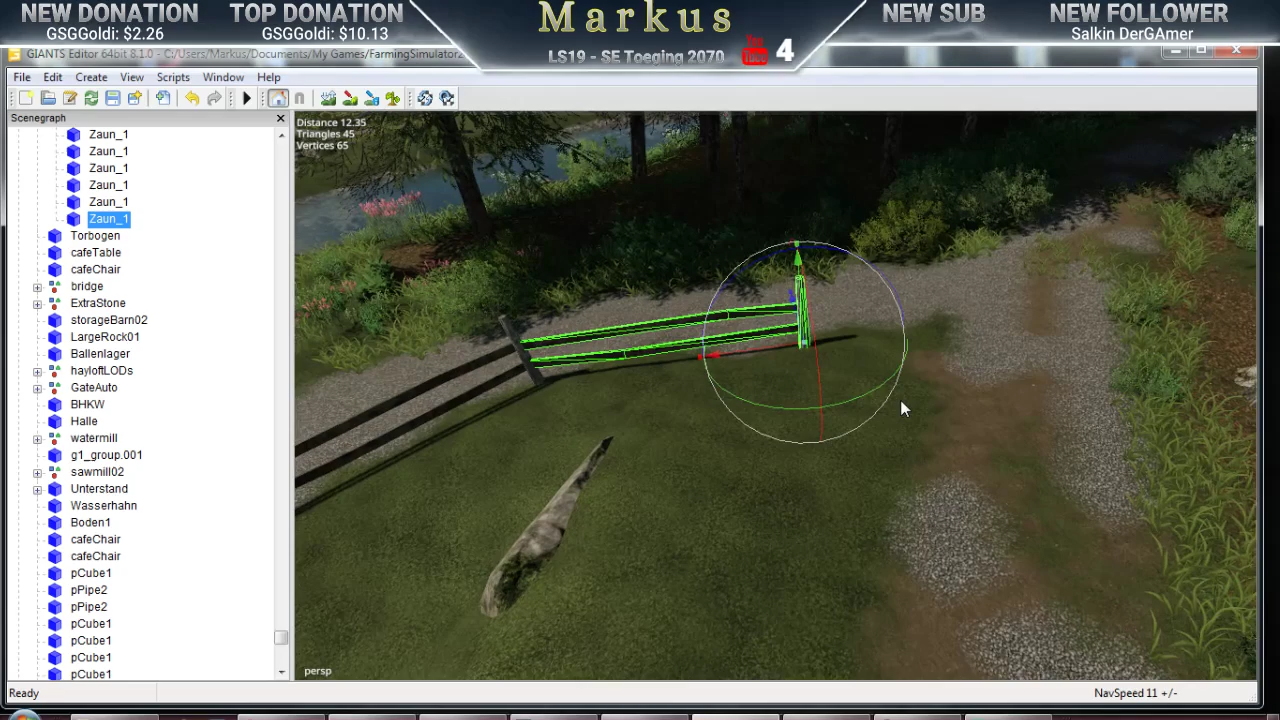 NEW DONATION
GSGGoldi: $2.26
TOP DONATION
GSGGoldi: $10.13
Markus
LS19 - SE Toeging 2070
You
Tube
4
NEW SUB
NEW FOLLOWER
Salkin DerGAmer
GIANTS Editor 64bit 8.1.0 - C:/Users/Markus/Documents/My Games/FarmingSimulator
File Edit Create View Scripts Window Help
Scenegraph
Zaun_1
Zaun_1
Zaun_1
Zaun_1
Zaun_1
Zaun_1
Torbogen
cafeTable
cafeChair
bridge
ExtraStone
storageBarn02
LargeRock01
Ballenlager
hayloftLODs
GateAuto
BHKW
Halle
watermill
g1_group.001
sawmill02
Unterstand
Wasserhahn
Boden1
cafeChair
cafeChair
pCube1
pPipe2
pPipe2
pCube1
pCube1
pCube1
pCube1
Distance 12.35
Triangles 45
Vertices 65
persp
Ready
NavSpeed 11 +/-